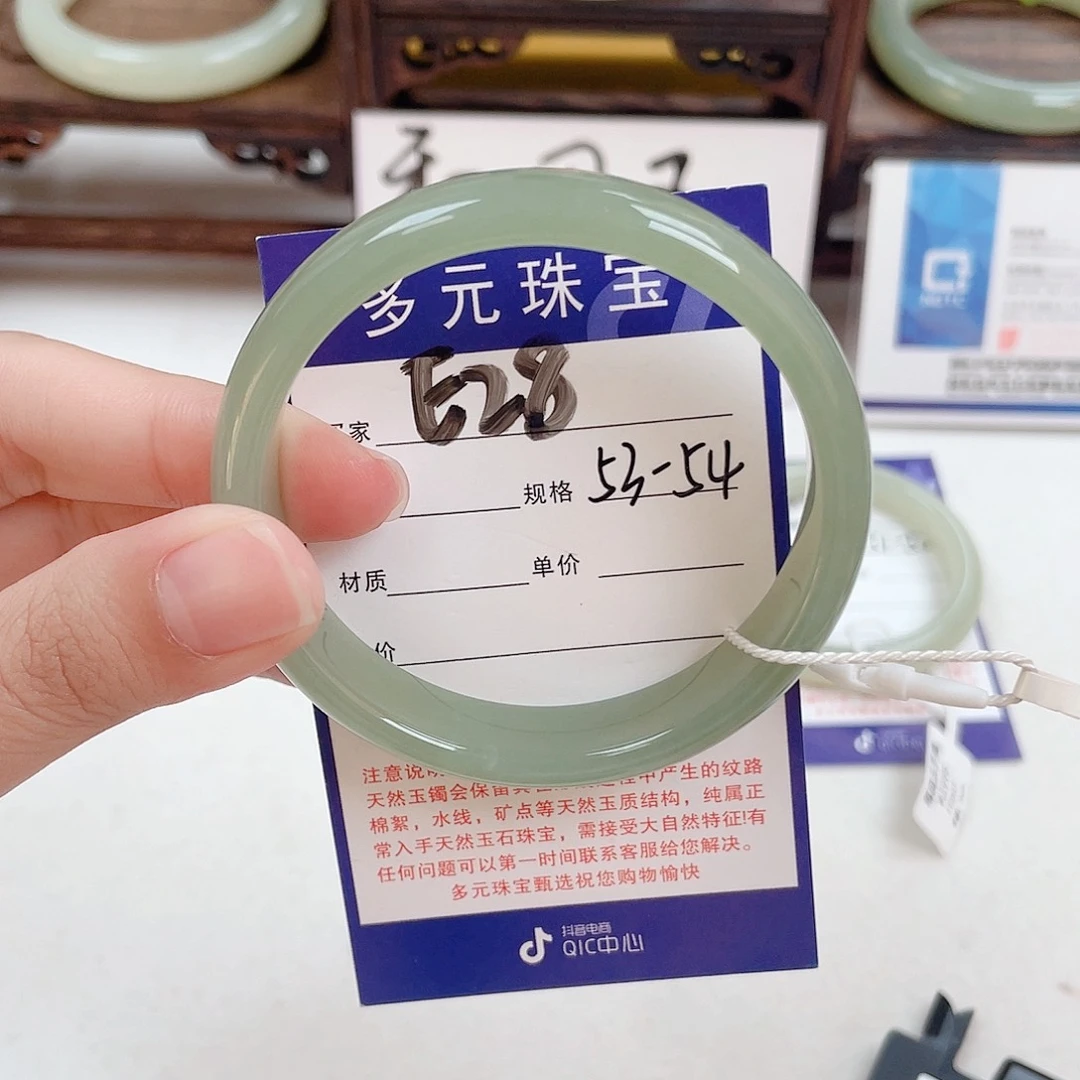 多元珠宝
E28
家
规格 53-54
材质 单价
价
注意说
天然玉镯会保留其 程中产生的纹路
棉絮，水线，矿点等天然玉质结构，纯属正
常入手天然玉石珠宝，需接受大自然特征!有
任何问题可以第一时间联系客服给您解决。
多元珠宝甄选祝您购物愉快
抖音电商
QIC中心